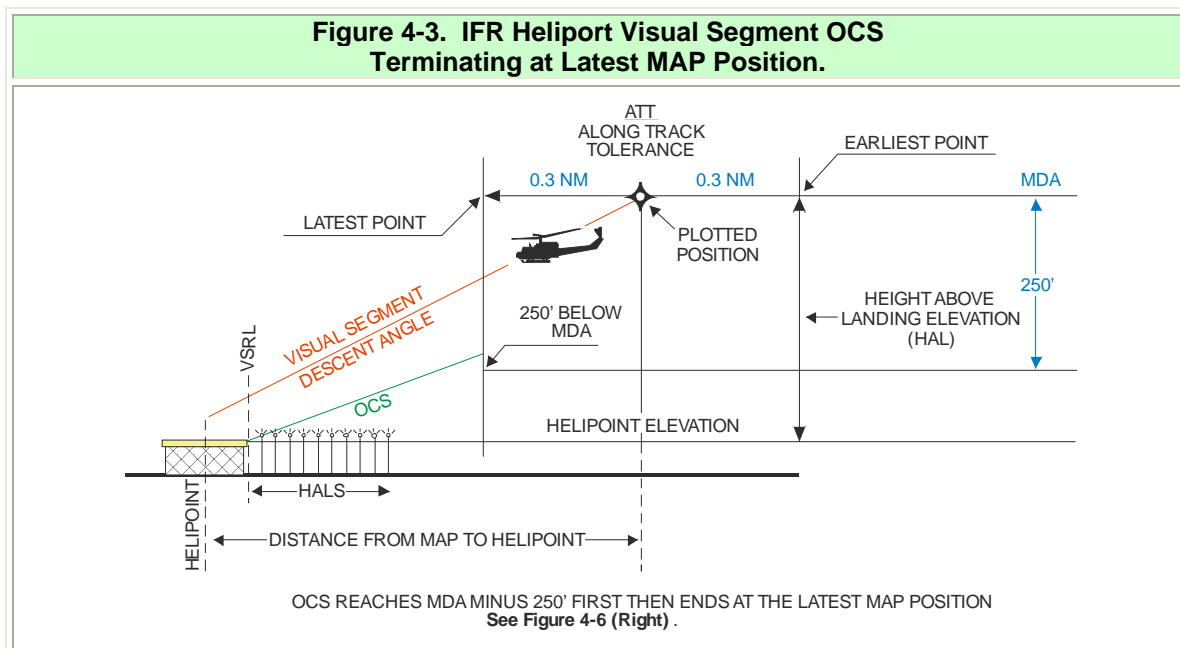 Figure 4-3. IFR Heliport Visual Segment OCS
Terminating at Latest MAP Position.
ATT
ALONG TRACK
TOLERANCE
EARLIEST POINT
0.3 NM
0.3 NM
MDA
LATEST POINT
PLOTTED
POSITION
250'
HEIGHT ABOVE
LANDING ELEVATION
(HAL)
250' BELOW
MDA
VISUAL SEGMENT
DESCENT ANGLE
VSRL
OCS
HELIPOINT ELEVATION
HALS
HELIPOINT
DISTANCE FROM MAP TO HELIPOINT
OCS REACHES MDA MINUS 250' FIRST THEN ENDS AT THE LATEST MAP POSITION
See Figure 4-6 (Right) .